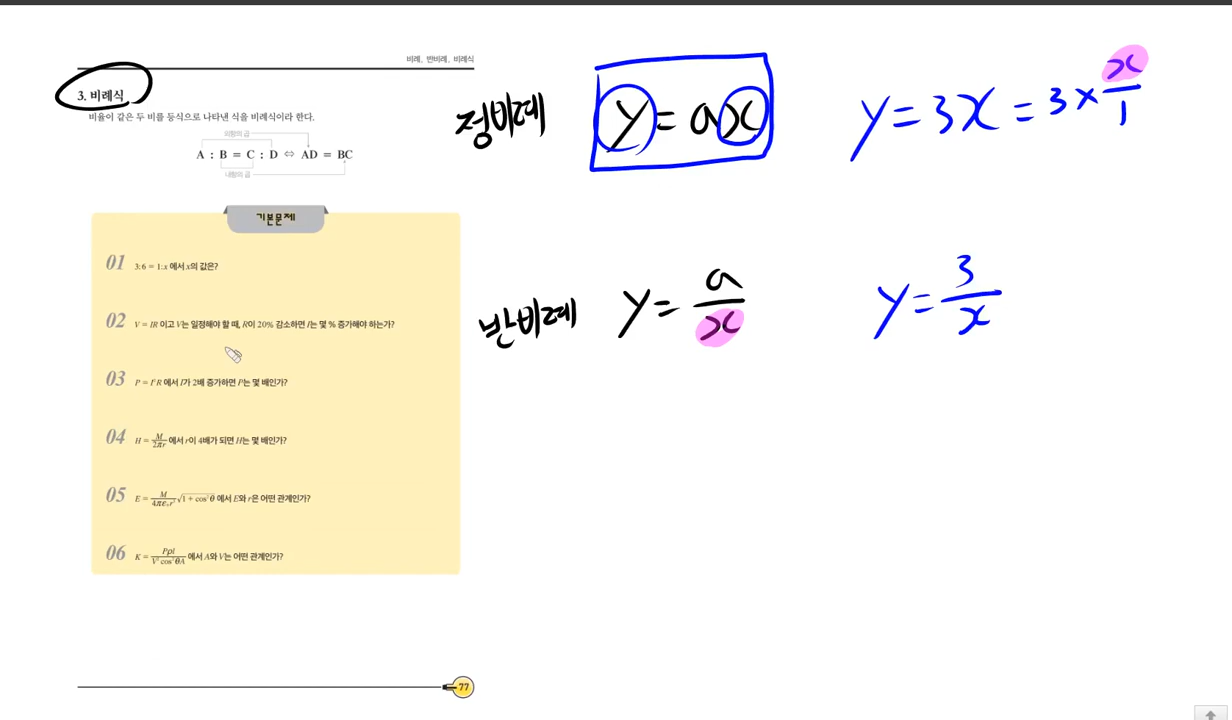 비례, 반비례, 비례식
3. 비례식
비율이 같은 두 비를 등식으로 나타낸 식을 비례식이라 한다.
외항의 곱
A : B = C : D ⇔ AD = BC
내항의 곱
기본문제
01 3:6 = 1:x 에서 x의 값은?
02 V = IR 이고 V는 일정해야 할 때, R이 20% 감소하면 I는 몇 % 증가해야 하는가?
03 P = I²R 에서 I가 2배 증가하면 P는 몇 배인가?
04 H = M/2πr 에서 r이 4배가 되면 H는 몇 배인가?
05 E = M/4πε₀r³ √1 + cos²θ 에서 E와 r은 어떤 관계인가?
06 K = Pρl/V²cos²θA 에서 A와 V는 어떤 관계인가?
77
정비례 y = ax y = 3x = 3 × x/1
반비례 y = a/x y = 3/x